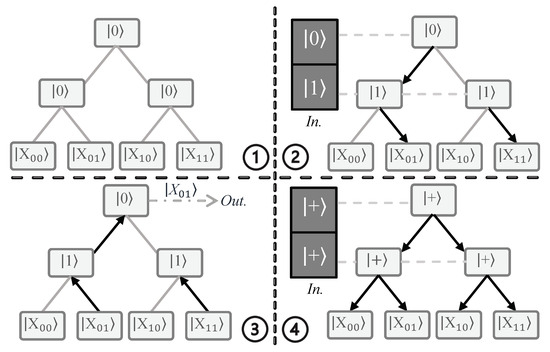 |0⟩
|0⟩ |0⟩
|X₀₀⟩ |X₀₁⟩ |X₁₀⟩ |X₁₁⟩
1
|0⟩ |0⟩
|1⟩ |1⟩ |1⟩
In.
|X₀₀⟩ |X₀₁⟩ |X₁₀⟩ |X₁₁⟩
2
|0⟩ |X₀₁⟩ Out.
|1⟩ |1⟩
|X₀₀⟩ |X₀₁⟩ |X₁₀⟩ |X₁₁⟩
3
|+⟩ |+⟩
|+⟩ |+⟩ |+⟩
In.
|X₀₀⟩ |X₀₁⟩ |X₁₀⟩ |X₁₁⟩
4